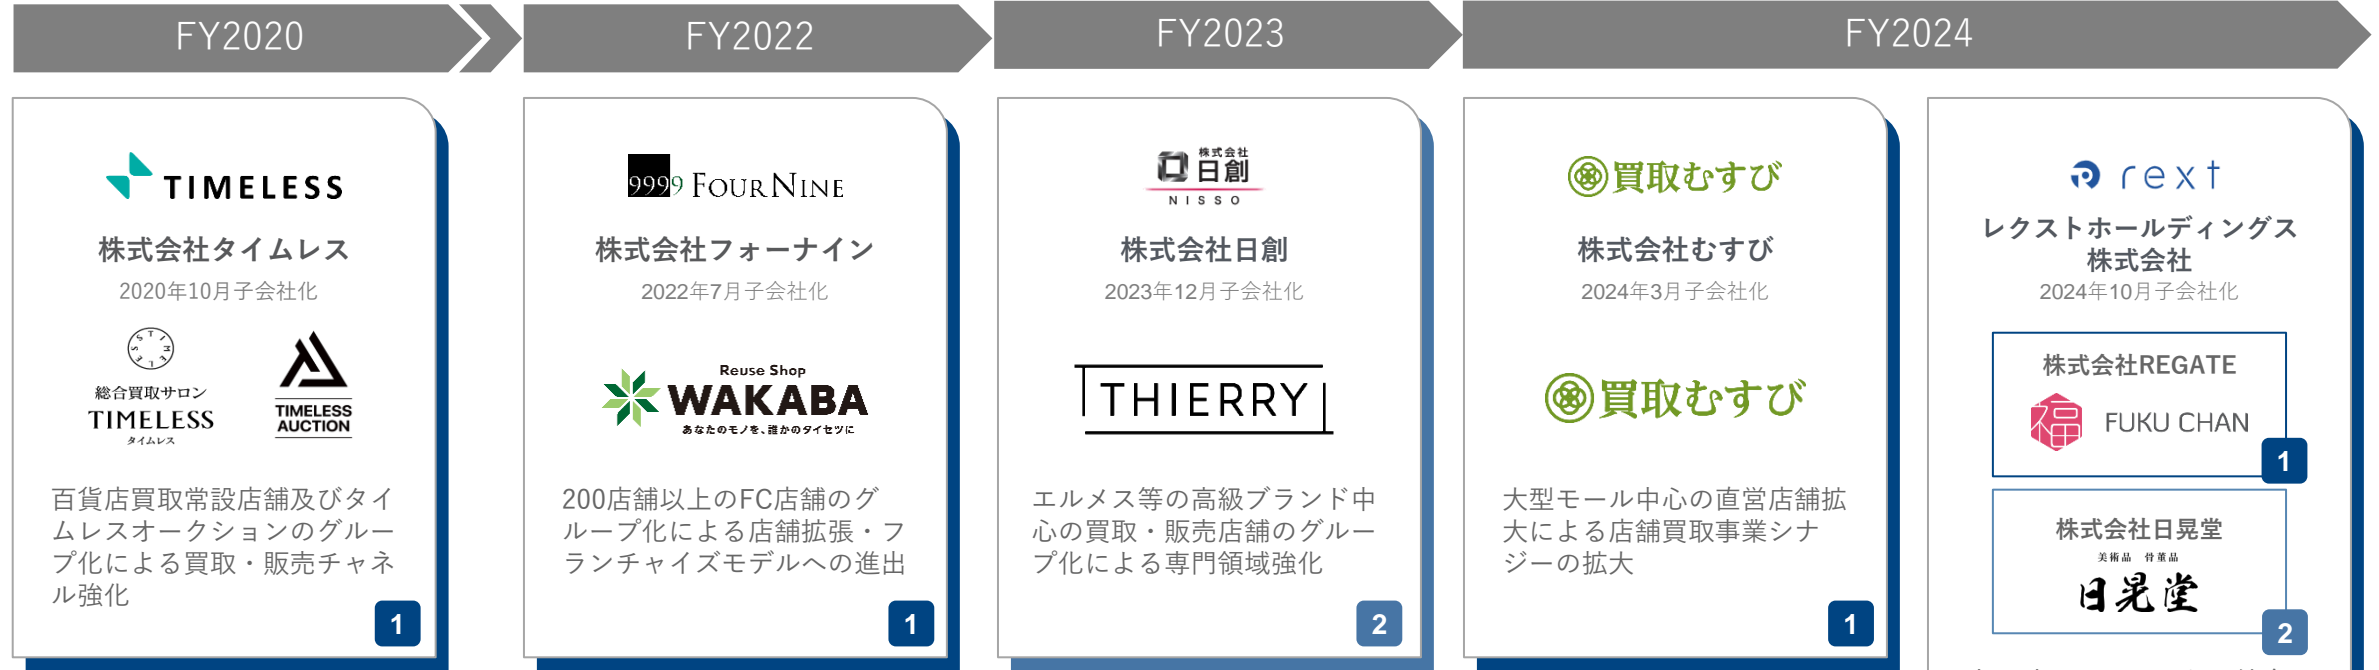 FY2020
FY2022
FY2023
FY2024
TIMELESS
株式会社タイムレス
2020年10月子会社化
TIMELESS
総合買取サロン
TIMELESS
タイムレス
TIMELESS
AUCTION
百貨店買取常設店舗及びタイ
ムレスオークションのグルー
プ化による買取・販売チャネ
ル強化
1
9999 FOURNINE
株式会社フォーナイン
2022年7月子会社化
Reuse Shop
WAKABA
あなたのモノを、誰かのタイセツに
200店舗以上のFC店舗のグ
ループ化による店舗拡張・フ
ランチャイズモデルへの進出
1
株式会社
日創
NISSO
株式会社日創
2023年12月子会社化
THIERRY
エルメス等の高級ブランド中
心の買取・販売店舗のグルー
プ化による専門領域強化
2
買取むすび
株式会社むすび
2024年3月子会社化
買取むすび
大型モール中心の直営店舗拡
大による店舗買取事業シナ
ジーの拡大
1
rext
レクストホールディングス
株式会社
2024年10月子会社化
株式会社REGATE
福 FUKU CHAN
1
株式会社日晃堂
美術品 骨董品
日晃堂
2